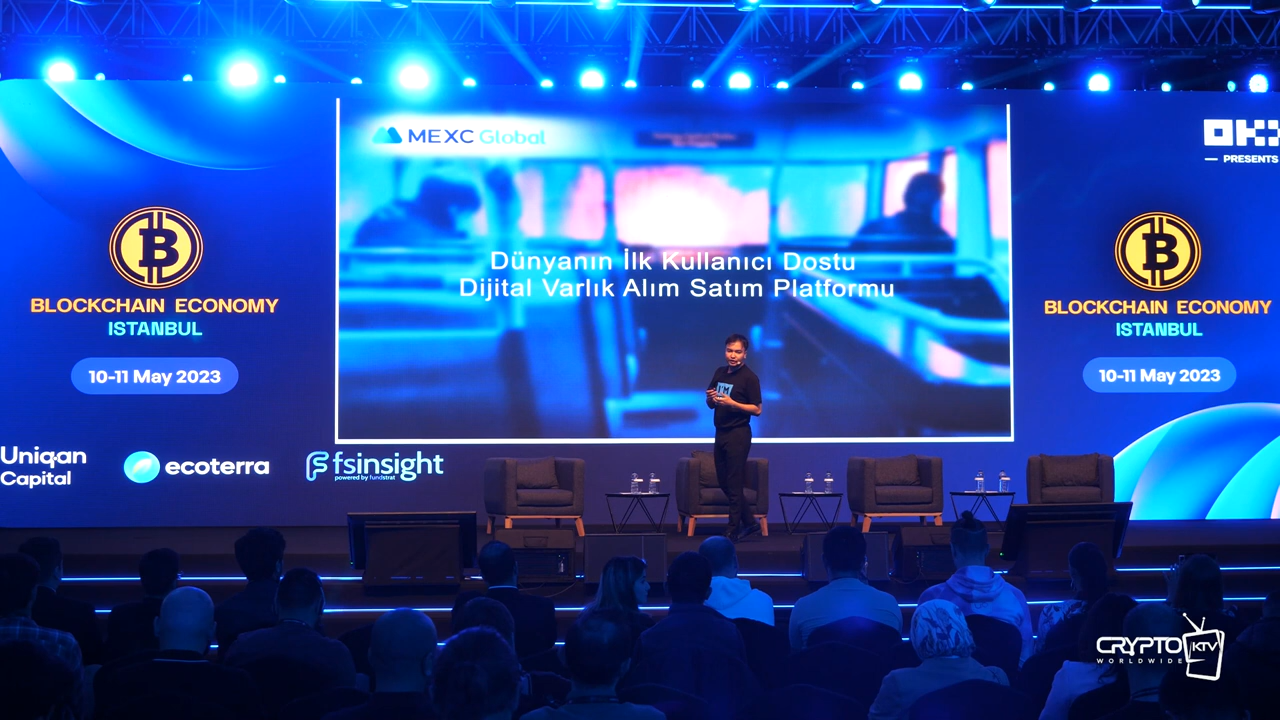 MEXC Global
OKX
PRESENTS
Dünyanın İlk Kullanıcı Dostu
Dijital Varlık Alım Satım Platformu
B
BLOCKCHAIN ECONOMY
ISTANBUL
10-11 May 2023
B
BLOCKCHAIN ECONOMY
ISTANBUL
10-11 May 2023
Uniqan
Capital
ecoterra
fsinsight
powered by fundstrat
CRYPTO KTV
WORLDWIDE